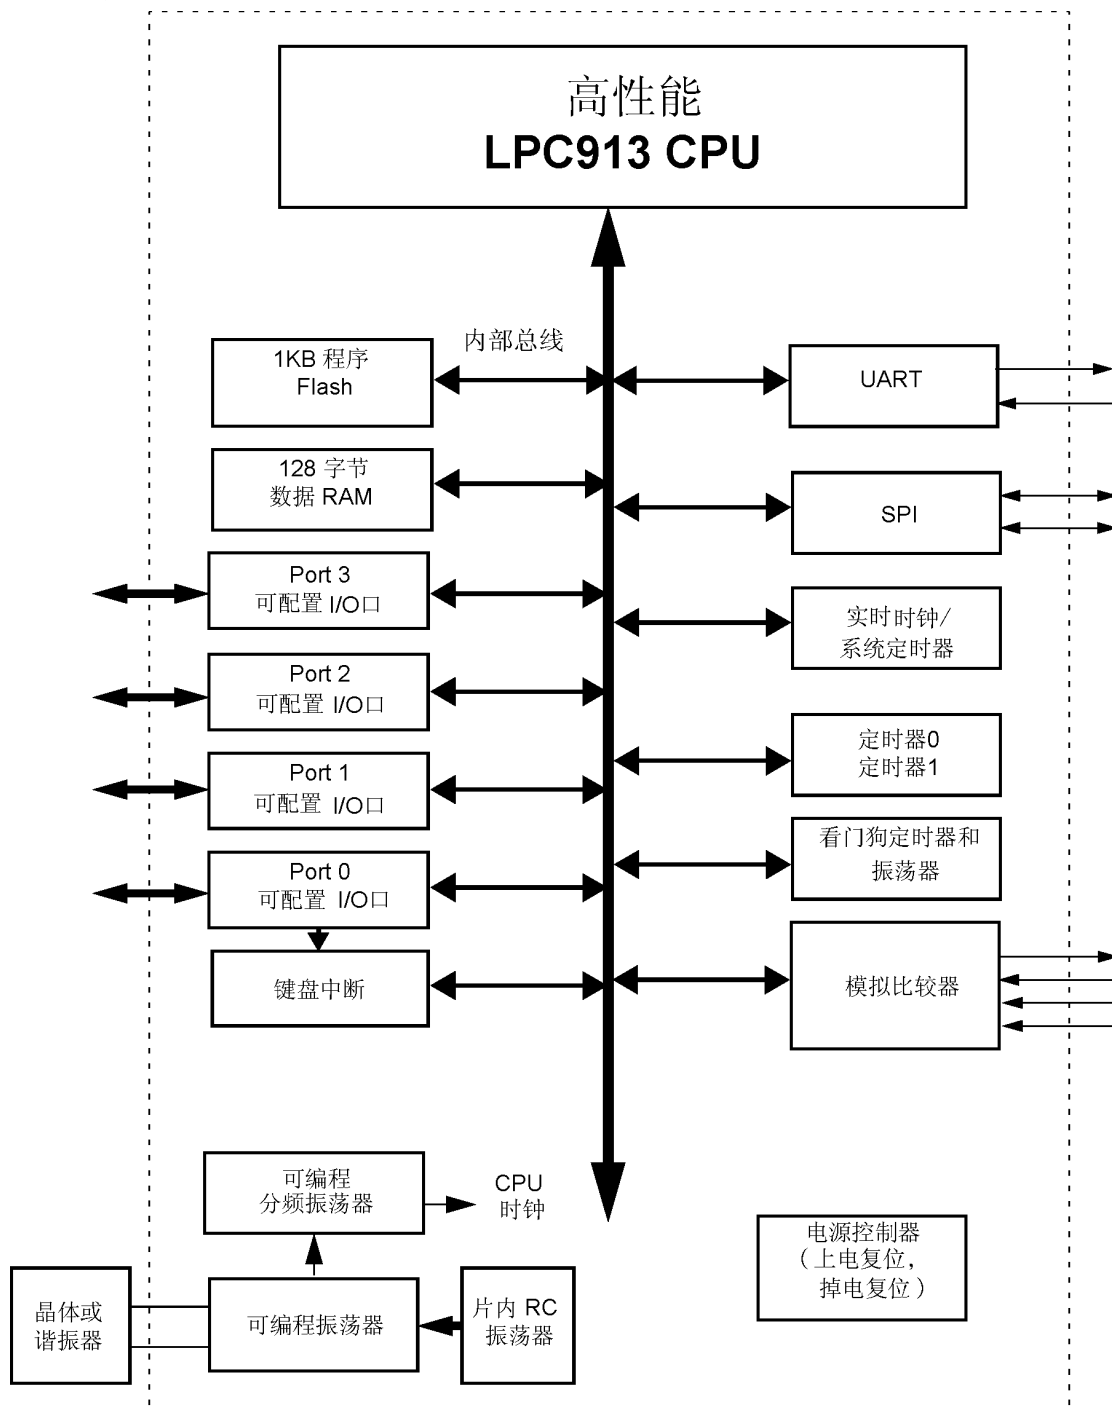 高性能
LPC913 CPU
内部总线
1KB 程序
Flash
UART
128 字节
数据 RAM
SPI
Port 3
可配置 I/O口
实时时钟/
系统定时器
Port 2
可配置 I/O口
定时器0
定时器1
Port 1
可配置 I/O口
看门狗定时器和
振荡器
Port 0
可配置 I/O口
键盘中断
模拟比较器
可编程
分频振荡器
CPU
时钟
电源控制器
（上电复位，
掉电复位）
晶体或
谐振器
可编程振荡器
片内 RC
振荡器